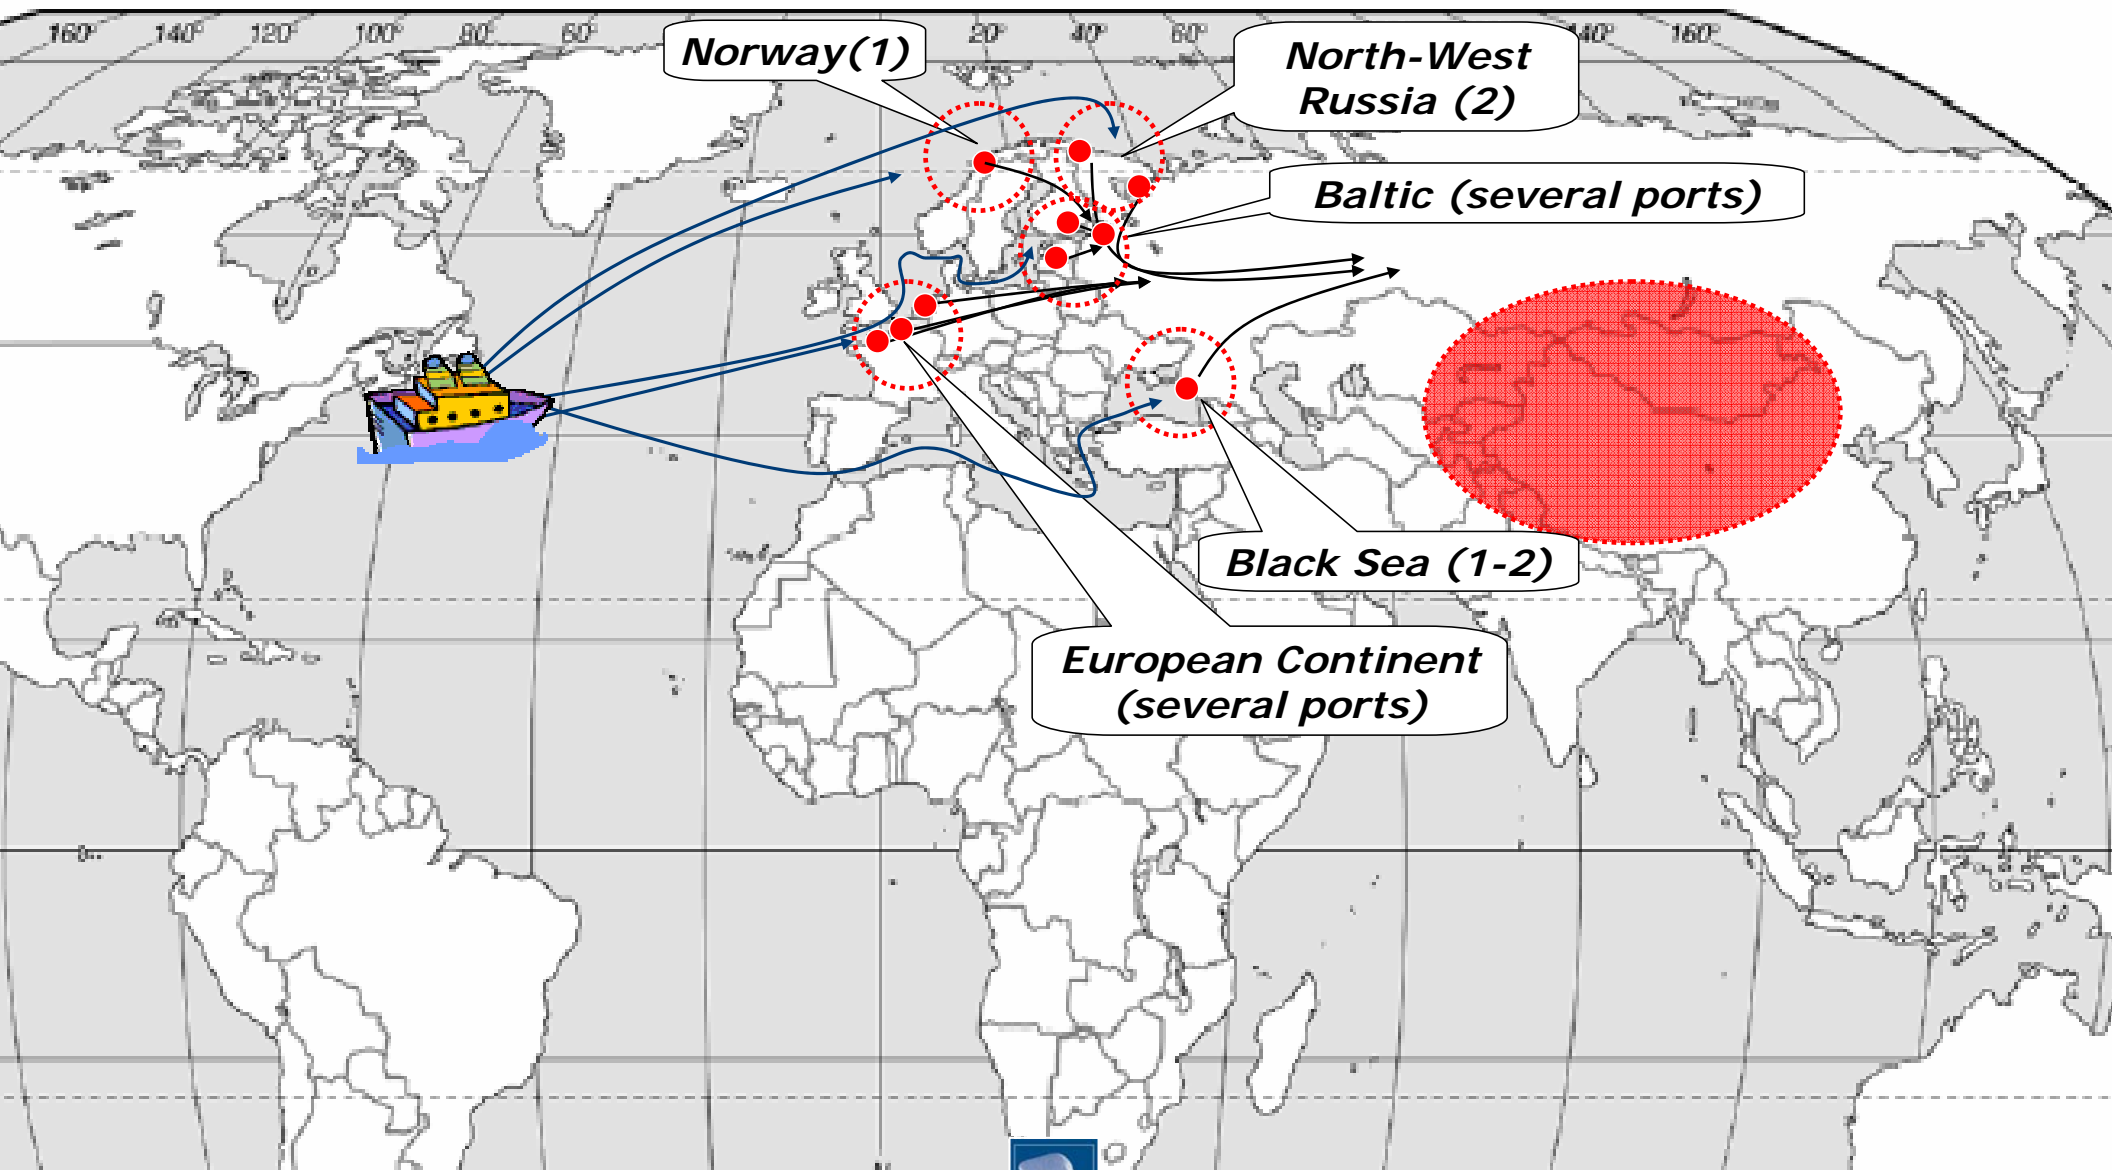 160° 140° 120° 100° 80° 60° 20° 40° 60° 160°
Norway(1)
North-West
Russia (2)
Baltic (several ports)
Black Sea (1-2)
European Continent
(several ports)